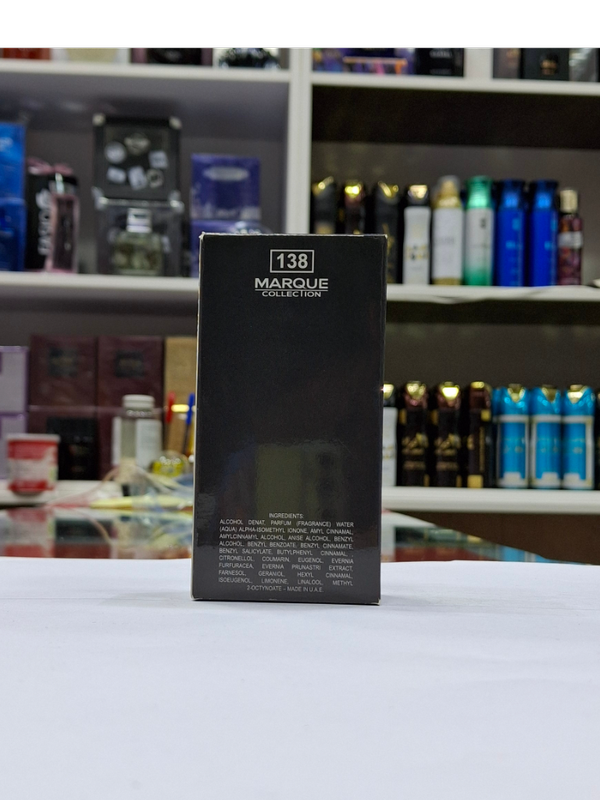 138
MARQUE
COLLECTION
INGREDIENTS:
ALCOHOL DENAT, PARFUM (FRAGRANCE) WATER
(AQUA) ALPHA-ISOMETHYL IONONE, AMYL CINNAMAL,
AMYLCINNAMYL ALCOHOL, ANISE ALCOHOL, BENZYL
ALCOHOL, BENZYL BENZOATE, BENZYL CINNAMATE,
BENZYL SALICYLATE, BUTYLPHENYL CINNAMAL,
CITRONELLOL, COUMARIN, EUGENOL, EVERNIA
FURFURACEA, EVERNIA PRUNASTRI EXTRACT,
FARNESOL, GERANIOL, HEXYL CINNAMAL,
ISOEUGENOL, LIMONENE, LINALOOL, METHYL
2-OCTYNOATE - MADE IN U.A.E